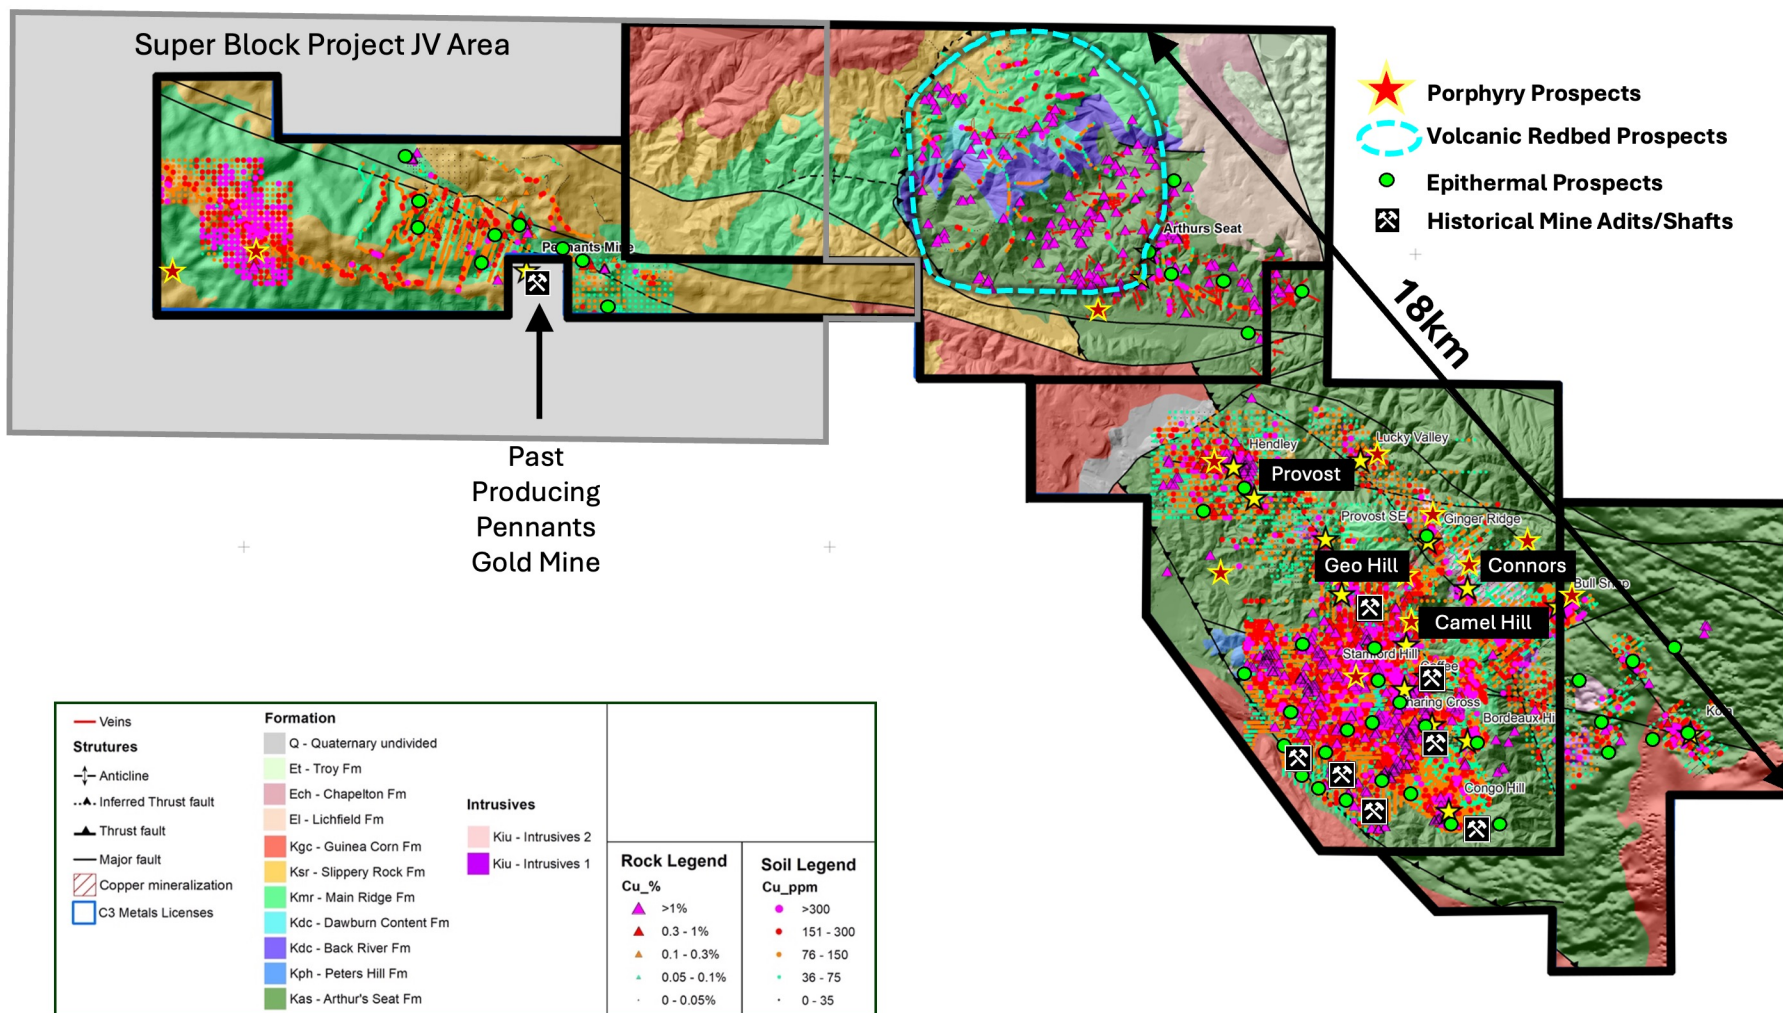 Super Block Project JV Area
Porphyry Prospects
Volcanic Redbed Prospects
Epithermal Prospects
Historical Mine Adits/Shafts
Arthurs Seat
18km
Past
Producing
Pennants
Gold Mine
Hendley
Lucky Valley
Provost
Provost SE
Ginger Ridge
Geo Hill
Connors
Camel Hill
Hill
Cross
Bordeaux
Congo Hill
Veins
Strutures
Anticline
Inferred Thrust fault
Thrust fault
Major fault
Copper mineralization
C3 Metals Licenses
Formation
Q - Quaternary undivided
Et - Troy Fm
Ech - Chapelton Fm
El - Lichfield Fm
Kgc - Guinea Corn Fm
Ksr - Slippery Rock Fm
Kmr - Main Ridge Fm
Kdc - Dawburn Content Fm
Kdc - Back River Fm
Kph - Peters Hill Fm
Kas - Arthur's Seat Fm
Intrusives
Kiu - Intrusives 2
Kiu - Intrusives 1
Rock Legend
Cu_%
>1%
0.3 - 1%
0.1 - 0.3%
0.05 - 0.1%
0 - 0.05%
Soil Legend
Cu_ppm
>300
151 - 300
76 - 150
36 - 75
0 - 35